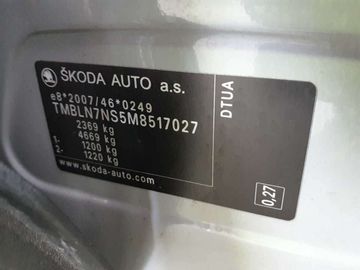 ŠKODA AUTO a.s.
e8*2007/46*0249
TMBLN7NS5M8517027
2369 kg
4669 kg
1- 1200 kg
2- 1220 kg
www.skoda-auto.com
DTUA
0,27